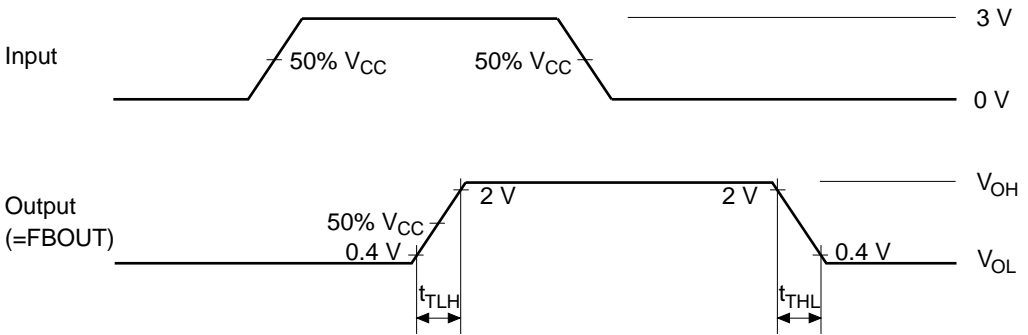 3 V
Input
50% VCC
50% VCC
0 V
VOH
2 V
2 V
Output
50% VCC
(=FBOUT)
0.4 V
0.4 V
VOL
tTLH
tTHL